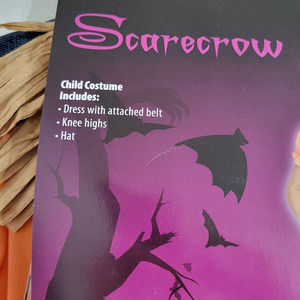 Scarecrow
Child Costume
Includes:
• Dress with attached belt
• Knee highs
• Hat